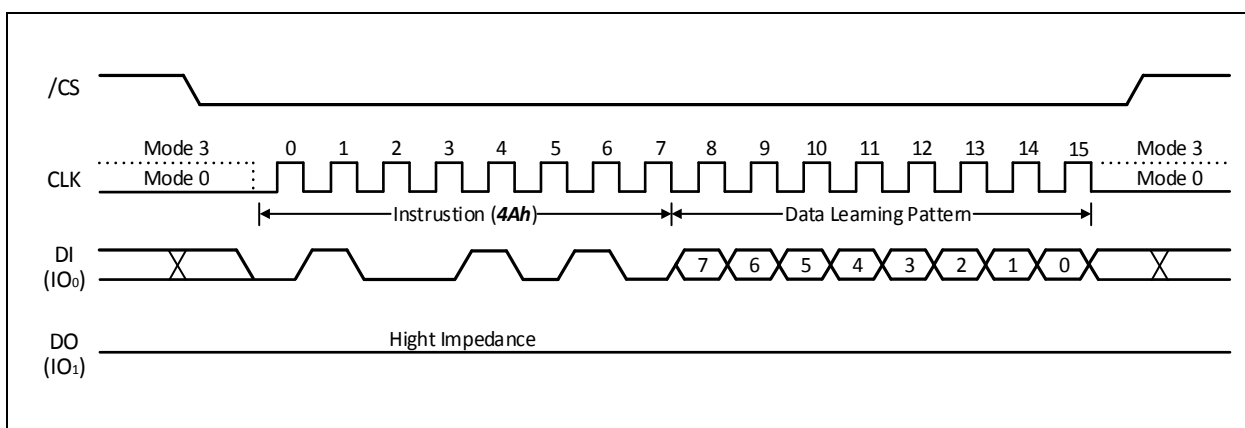 /CS
Mode 3 0 1 2 3 4 5 6 7 8 9 10 11 12 13 14 15 Mode 3
CLK Mode 0 Mode 0
Instrustion (4Ah) Data Learning Pattern
DI
(IO0) 7 6 5 4 3 2 1 0
DO Hight Impedance
(IO1)